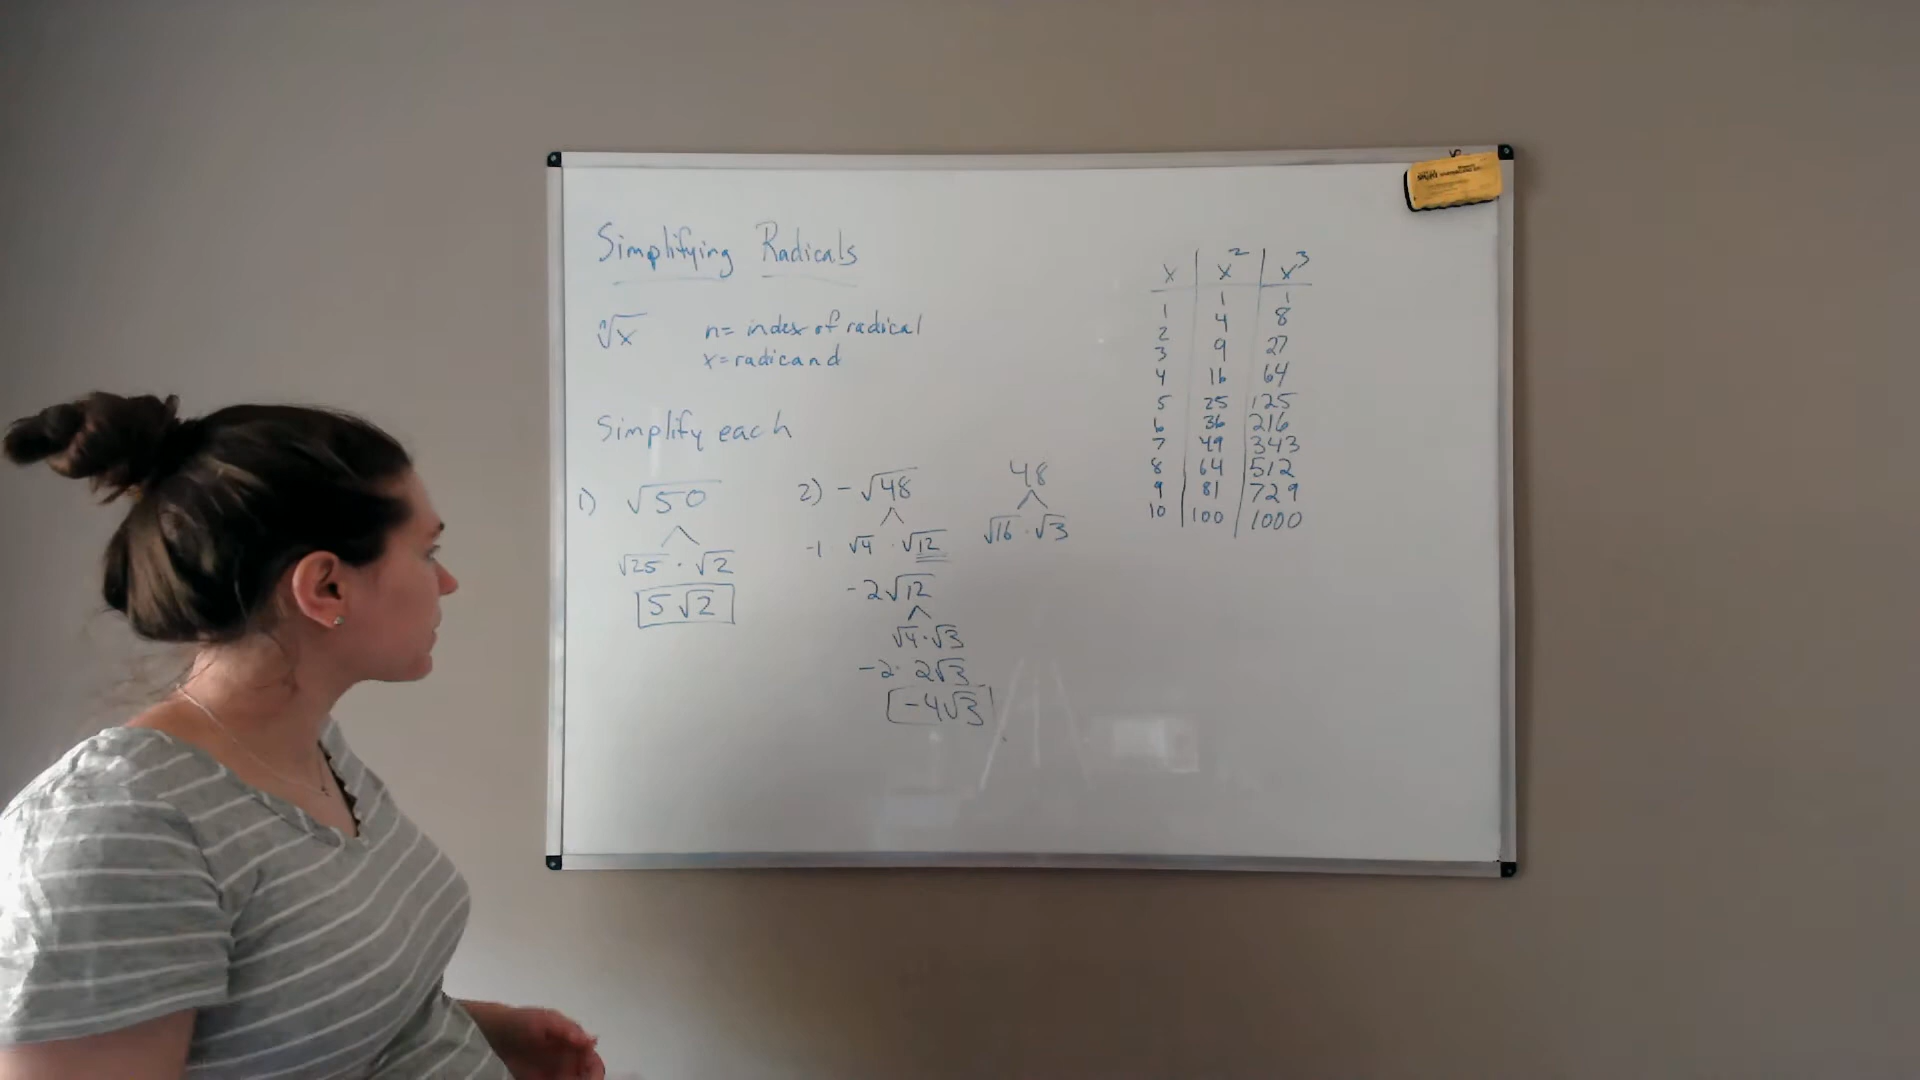 Simplifying Radicals
ⁿ√x n = index of radical
x = radicand
Simplify each
1) √50
√25 · √2
5√2
2) -√48
-1 √4 · √12
-2√12
√4 · √3
-2 · 2√3
-4√3
48
√16 · √3
x x² x³
1 1 1
2 4 8
3 9 27
4 16 64
5 25 125
6 36 216
7 49 343
8 64 512
9 81 729
10 100 1000